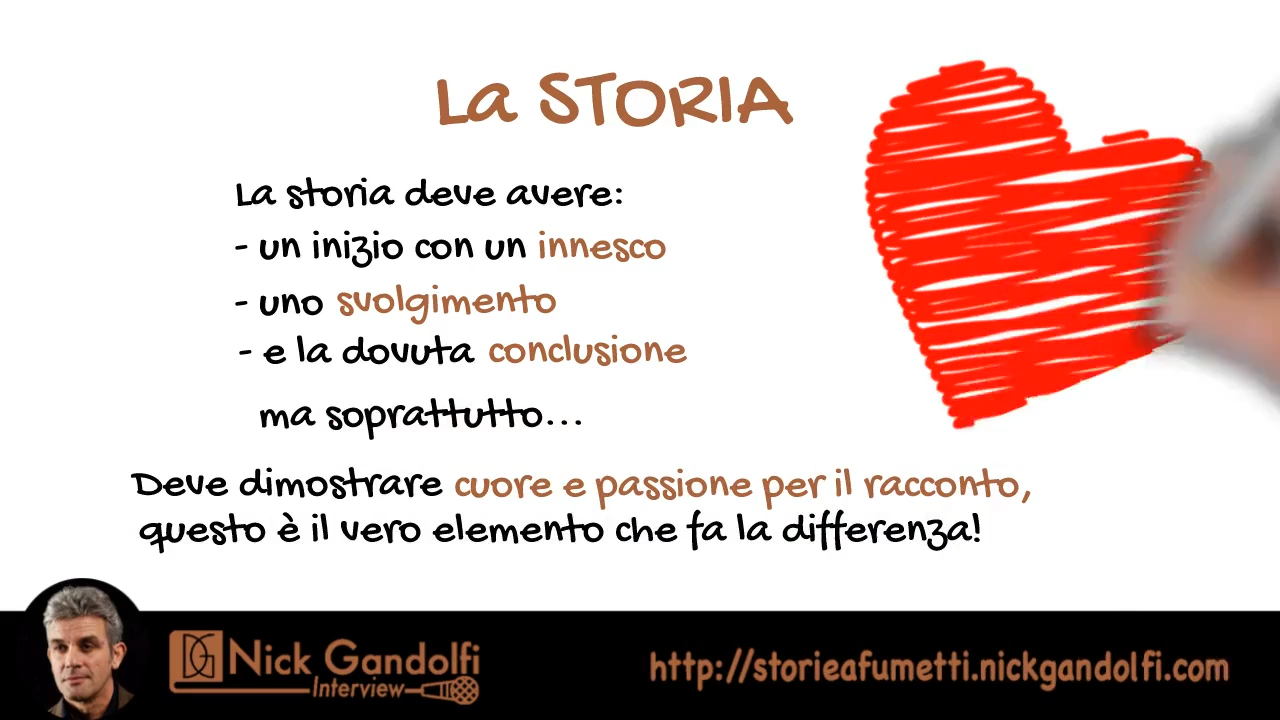 La STORIA
La storia deve avere:
- un inizio con un innesco
- uno svolgimento
- e la dovuta conclusione
ma soprattutto...
Deve dimostrare cuore e passione per il racconto,
questo è il vero elemento che fa la differenza!
DG Nick Gandolfi
Interview
http://storieafumetti.nickgandolfi.com